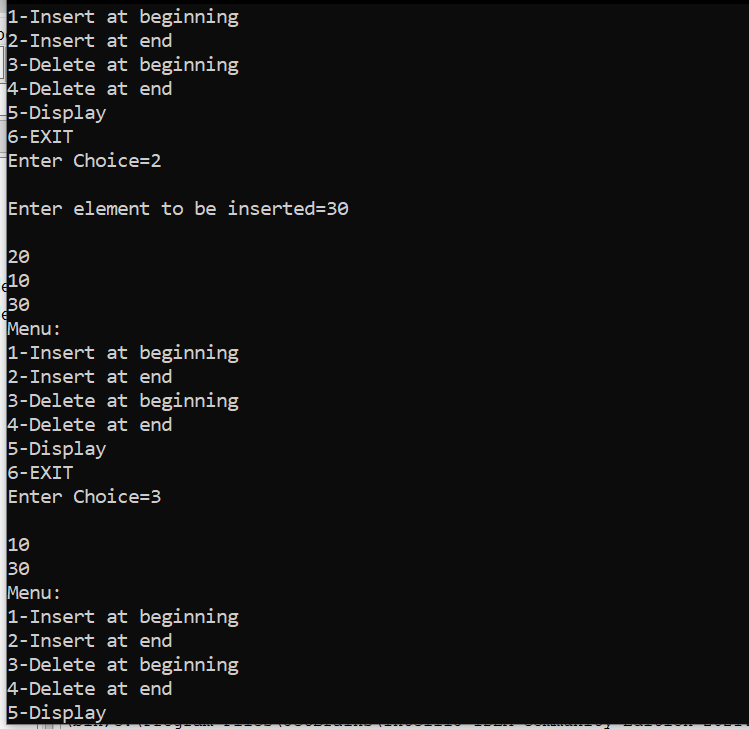 1-Insert at beginning
2-Insert at end
3-Delete at beginning
4-Delete at end
5-Display
6-EXIT
Enter Choice=2
Enter element to be inserted=30
20
10
30
Menu:
1-Insert at beginning
2-Insert at end
3-Delete at beginning
4-Delete at end
5-Display
6-EXIT
Enter Choice=3
10
30
Menu:
1-Insert at beginning
2-Insert at end
3-Delete at beginning
4-Delete at end
5-Display